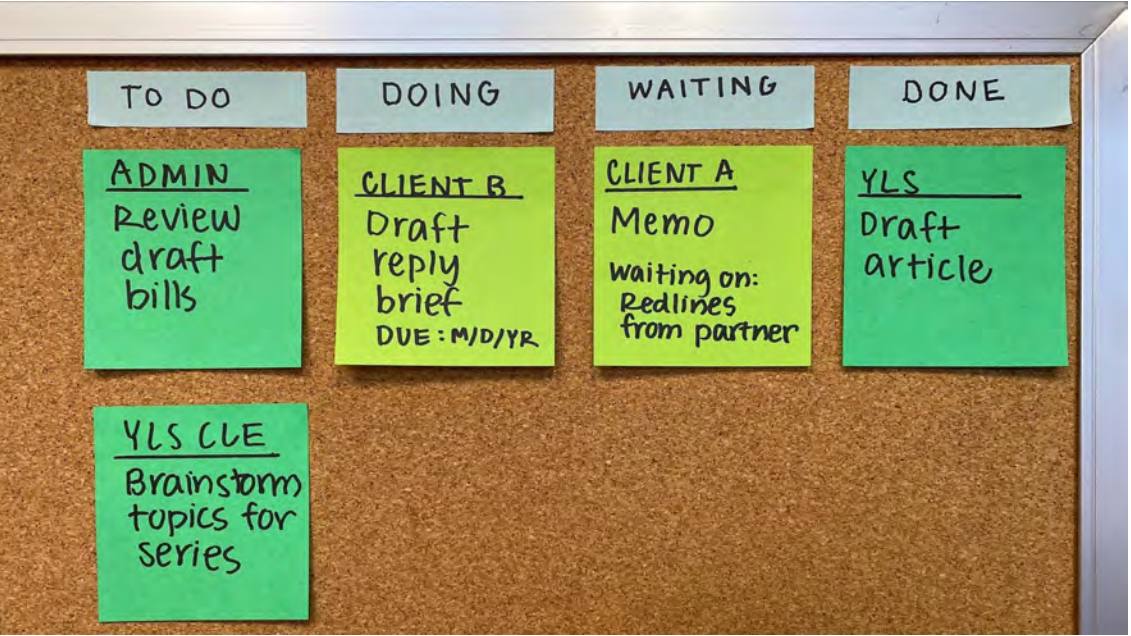 TO DO
DOING
WAITING
DONE
ADMIN
Review
draft
bills
CLIENT B
Draft
reply
brief
DUE: M/D/YR
CLIENT A
Memo
Waiting on:
Redlines
from partner
YLS
Draft
article
YLS CLE
Brainstorm
topics for
series